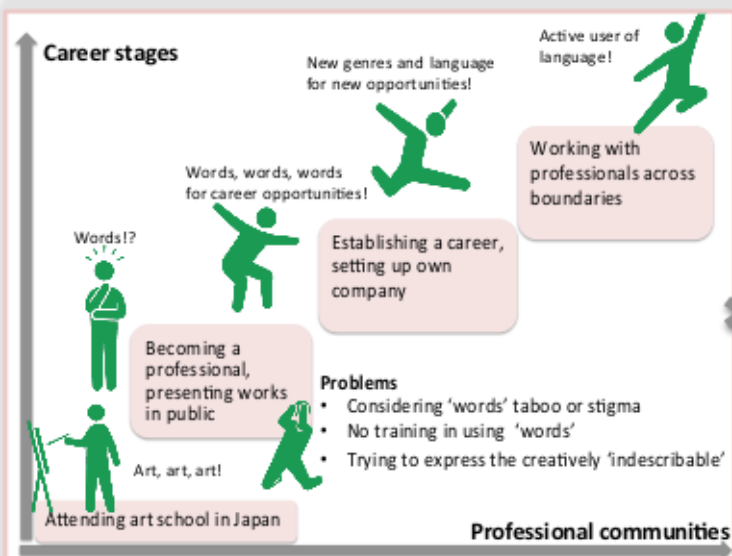 Career stages
Active user of
language!
New genres and language
for new opportunities!
Working with
professionals across
boundaries
Words, words, words
for career opportunities!
Establishing a career,
setting up own
company
Words!?
Becoming a
professional,
presenting works
in public
Problems
• Considering ‘words’ taboo or stigma
• No training in using ‘words’
• Trying to express the creatively ‘indescribable’
Art, art, art!
Attending art school in Japan
Professional communities